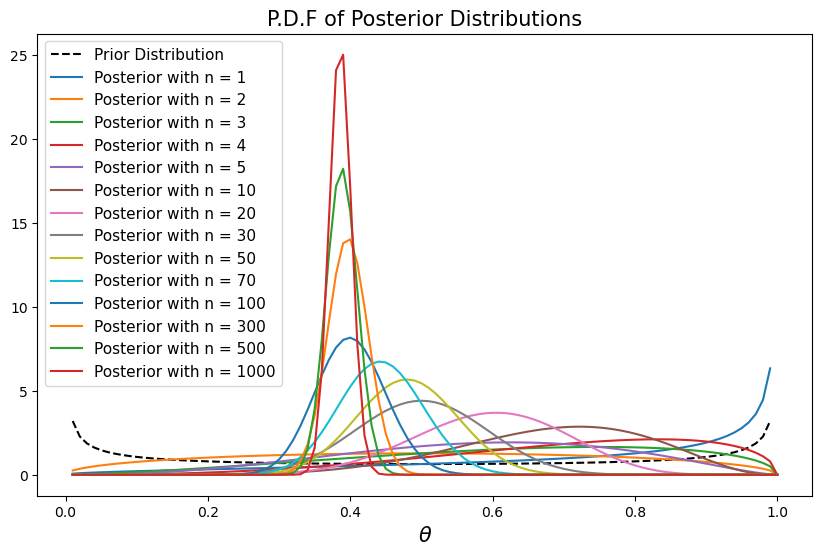 P.D.F of Posterior Distributions
25
20
15
10
5
0
Prior Distribution
Posterior with n = 1
Posterior with n = 2
Posterior with n = 3
Posterior with n = 4
Posterior with n = 5
Posterior with n = 10
Posterior with n = 20
Posterior with n = 30
Posterior with n = 50
Posterior with n = 70
Posterior with n = 100
Posterior with n = 300
Posterior with n = 500
Posterior with n = 1000
0.0 0.2 0.4 0.6 0.8 1.0
θ